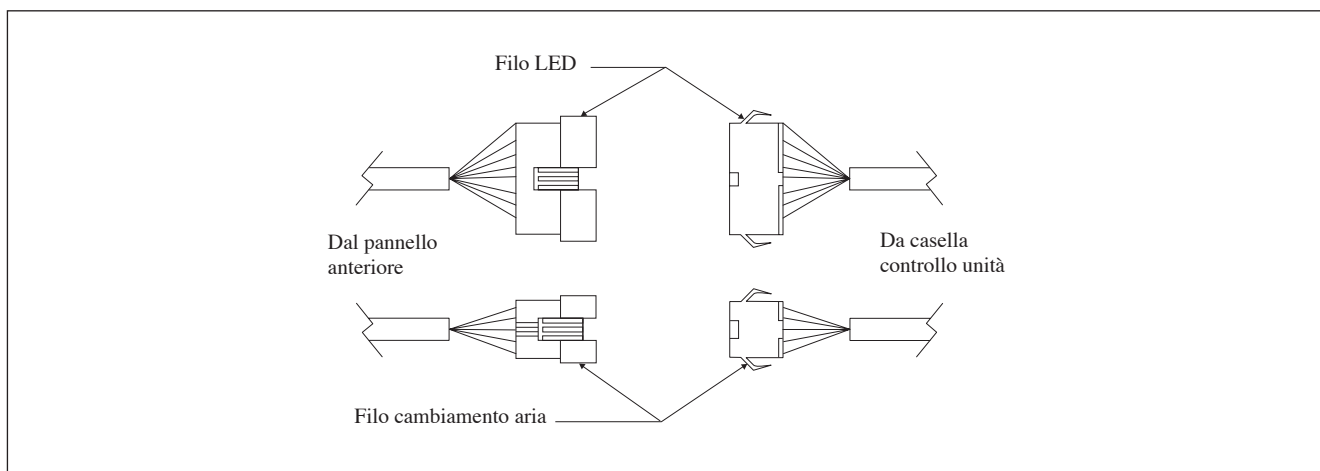 Filo LED
Dal pannello
anteriore
Da casella
controllo unità
Filo cambiamento aria